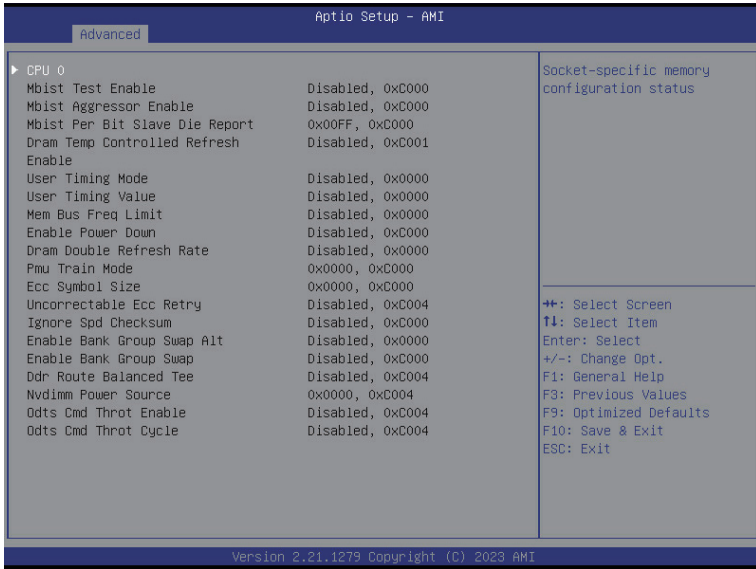 Aptio Setup - AMI
Advanced
CPU 0
Mbist Test Enable Disabled, 0xC000
Mbist Aggressor Enable Disabled, 0xC000
Mbist Per Bit Slave Die Report 0x00FF, 0xC000
Dram Temp Controlled Refresh Disabled, 0xC001
Enable
User Timing Mode Disabled, 0x0000
User Timing Value Disabled, 0x0000
Mem Bus Freq Limit Disabled, 0x0000
Enable Power Down Disabled, 0x0000
Dram Double Refresh Rate Disabled, 0x0000
Pmu Train Mode 0x0000, 0xC000
Ecc Symbol Size 0x0000, 0xC000
Uncorrectable Ecc Retry Disabled, 0xC004
Ignore Spd Checksum Disabled, 0xC000
Enable Bank Group Swap Alt Disabled, 0x0000
Enable Bank Group Swap Disabled, 0xC000
Ddr Route Balanced Tee Disabled, 0xC004
Nvdimm Power Source 0x0000, 0xC004
Odts Cmd Throt Enable Disabled, 0xC004
Odts Cmd Throt Cycle Disabled, 0xC004
Socket-specific memory
configuration status
→←: Select Screen
↑↓: Select Item
Enter: Select
+/-: Change Opt.
F1: General Help
F3: Previous Values
F9: Optimized Defaults
F10: Save & Exit
ESC: Exit
Version 2.21.1279 Copyright (C) 2023 AMI